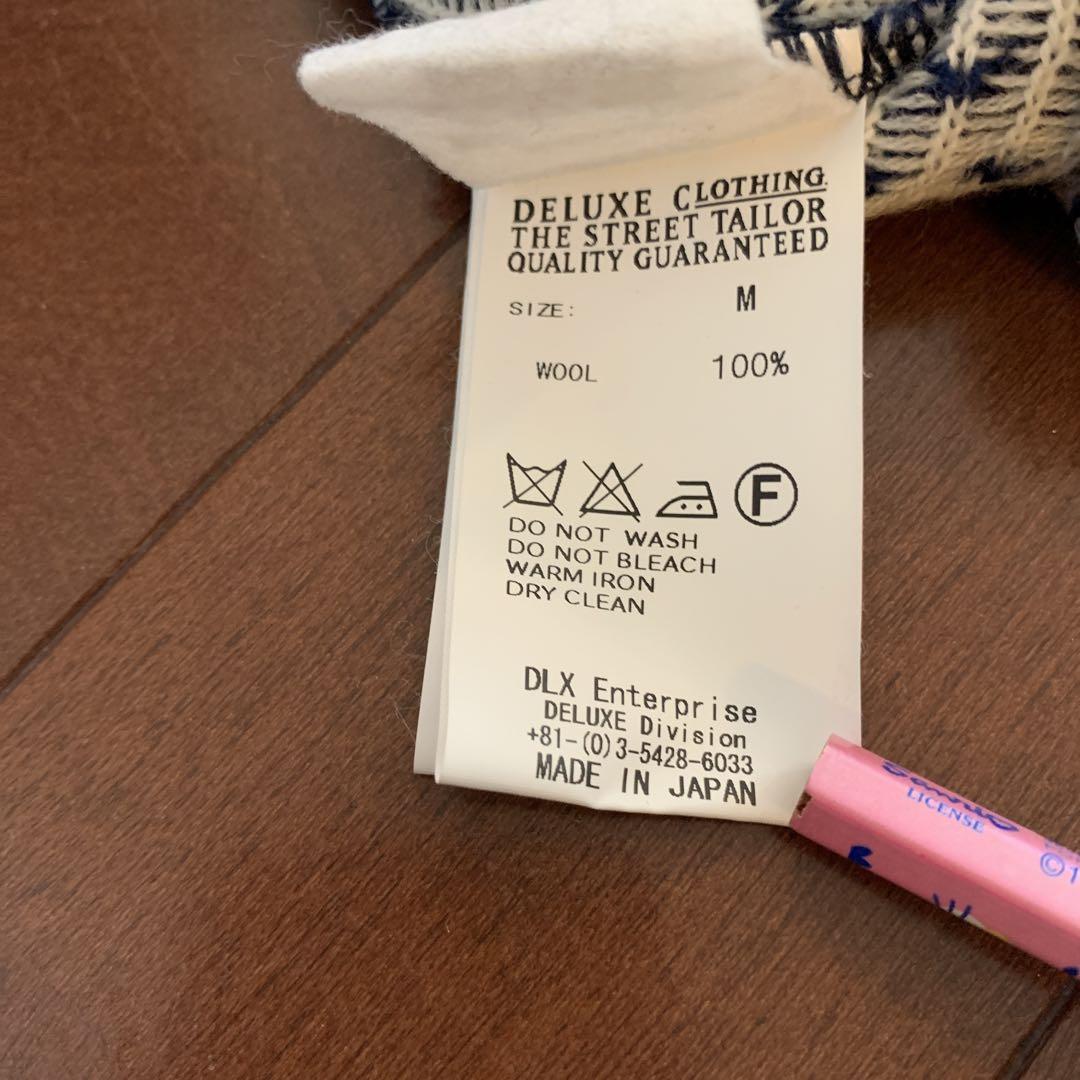 DELUXE CLOTHING.
THE STREET TAILOR
QUALITY GUARANTEED
SIZE: M
WOOL 100%
F
DO NOT WASH
DO NOT BLEACH
WARM IRON
DRY CLEAN
DLX Enterprise
DELUXE Division
+81-(0)3-5428-6033
MADE IN JAPAN
LICENSE
©1